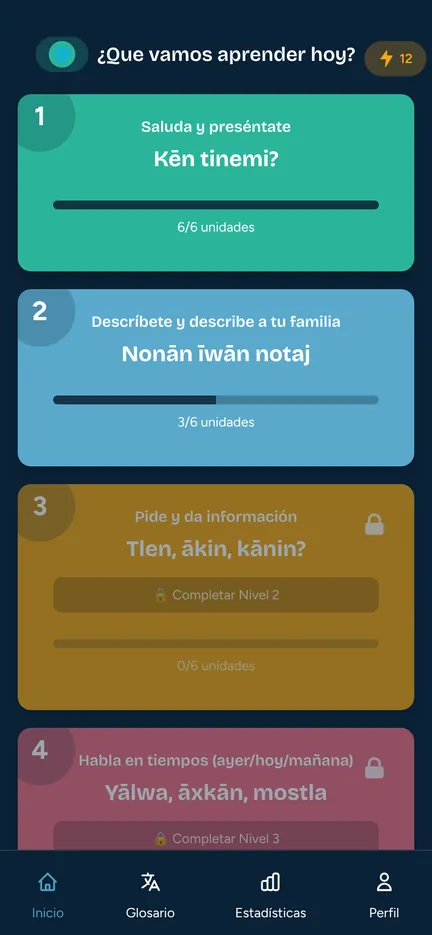 ¿Que vamos aprender hoy?
12
1
Saluda y preséntate
Kēn tinemi?
6/6 unidades
2
Descríbete y describe a tu familia
Nonān īwān notaj
3/6 unidades
3
Pide y da información
Tlen, ākin, kānin?
🔒 Completar Nivel 2
0/6 unidades
4
Habla en tiempos (ayer/hoy/mañana)
Yālwa, āxkān, mostla
🔒 Completar Nivel 3
Inicio
Glosario
Estadísticas
Perfil